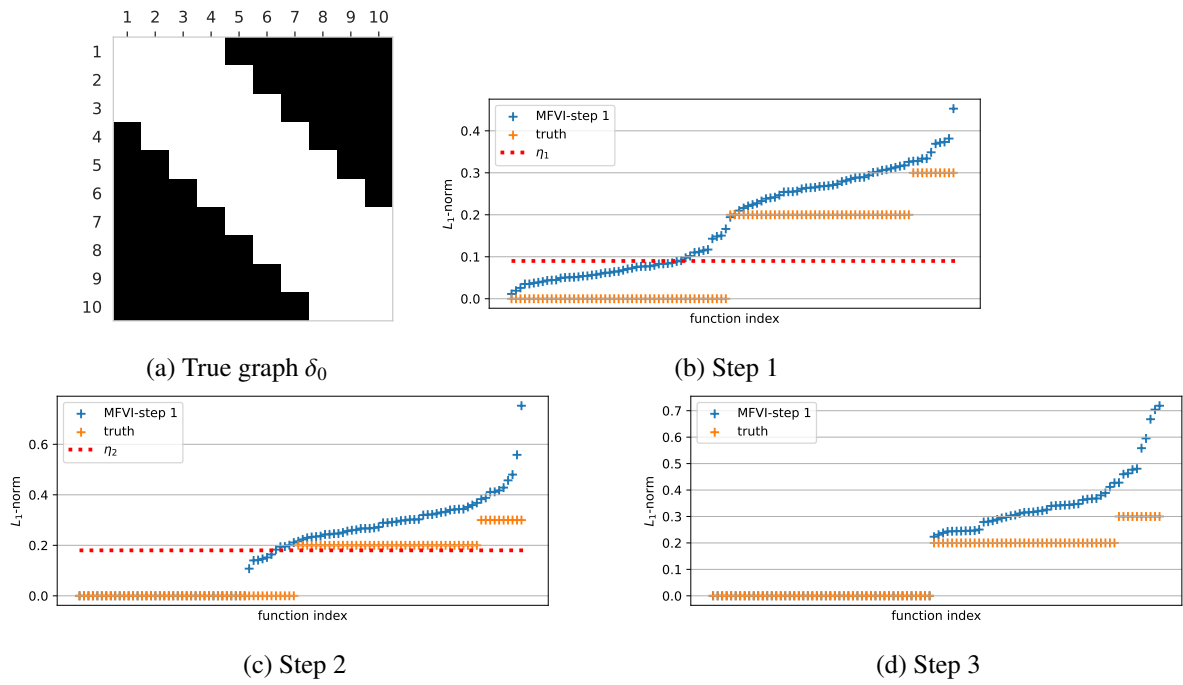 1 2 3 4 5 6 7 8 9 10
1
2
3
4
5
6
7
8
9
10
(a) True graph δ₀
MFVI-step 1
truth
η₁
0.4
0.3
0.2
0.1
0.0
L₁-norm
function index
(b) Step 1
MFVI-step 1
truth
η₂
0.6
0.4
0.2
0.0
L₁-norm
function index
(c) Step 2
MFVI-step 1
truth
0.7
0.6
0.5
0.4
0.3
0.2
0.1
0.0
L₁-norm
function index
(d) Step 3